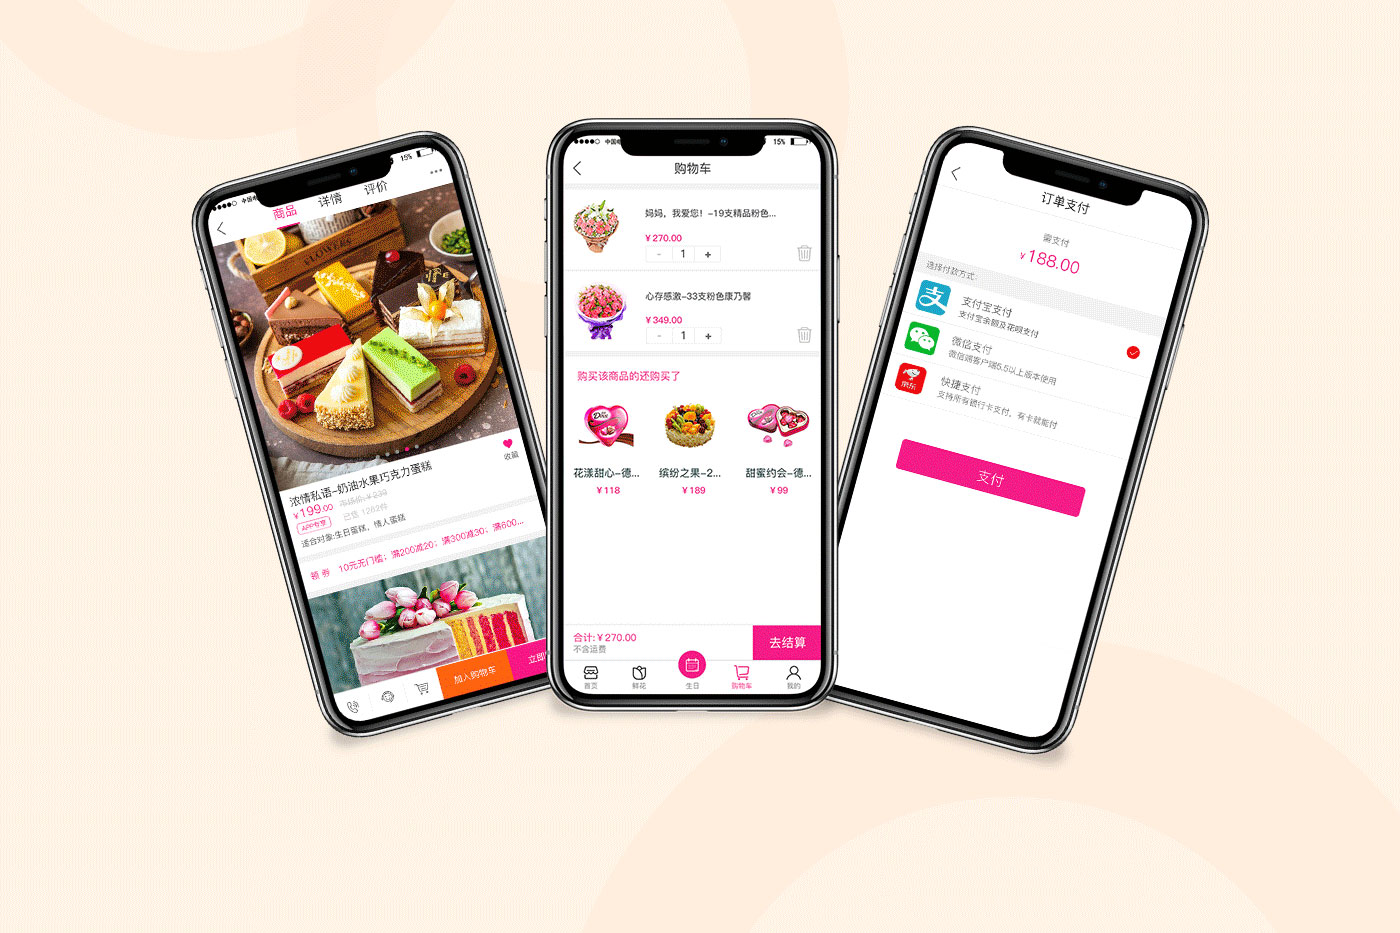 15%
中国电
商品 详情 评价
FLOWERS
收藏
浓情私语-奶油水果巧克力蛋糕
¥199.00 市场价:¥239
APP专享 已售 1282件
适合对象:生日蛋糕，情人蛋糕
领券 10元无门槛；满200减20；满300减30；满600...
加入购物车
立即
中国电
15%
购物车
妈妈，我爱您！-19支精品粉色...
¥270.00
- 1 +
心存感激-33支粉色康乃馨
¥349.00
- 1 +
购买该商品的还购买了
Dove
花漾甜心-德... 缤纷之果-2... 甜蜜约会-德...
¥118 ¥189 ¥99
合计:¥270.00
不含运费
去结算
首页 鲜花 生日 购物车 我的
订单支付
需支付
¥188.00
选择付款方式:
支
支付宝支付
支付宝余额及花呗支付
微信支付
微信端客户端5.5以上版本使用
京东
快捷支付
支持所有银行卡支付，有卡就能付
支付